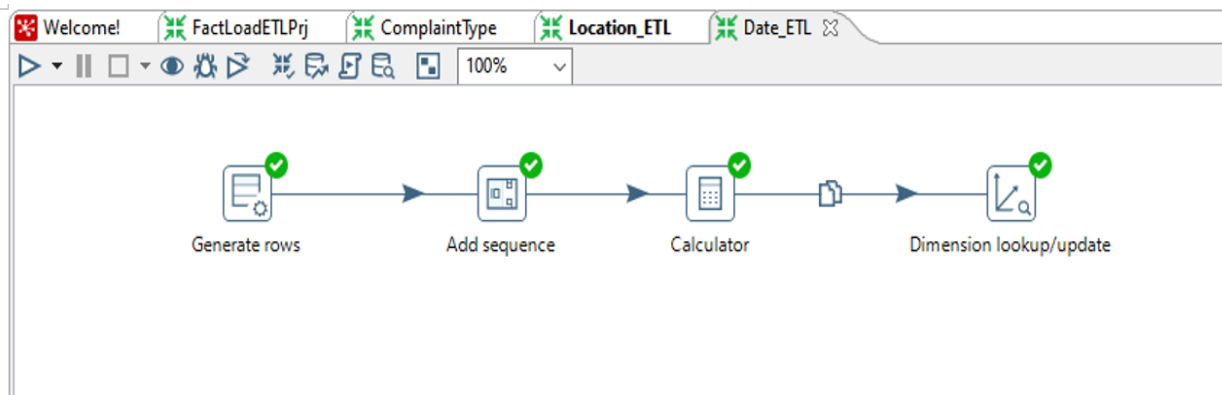 Welcome! FactLoadETLPrj ComplaintType Location_ETL Date_ETL
100%
Generate rows Add sequence Calculator Dimension lookup/update